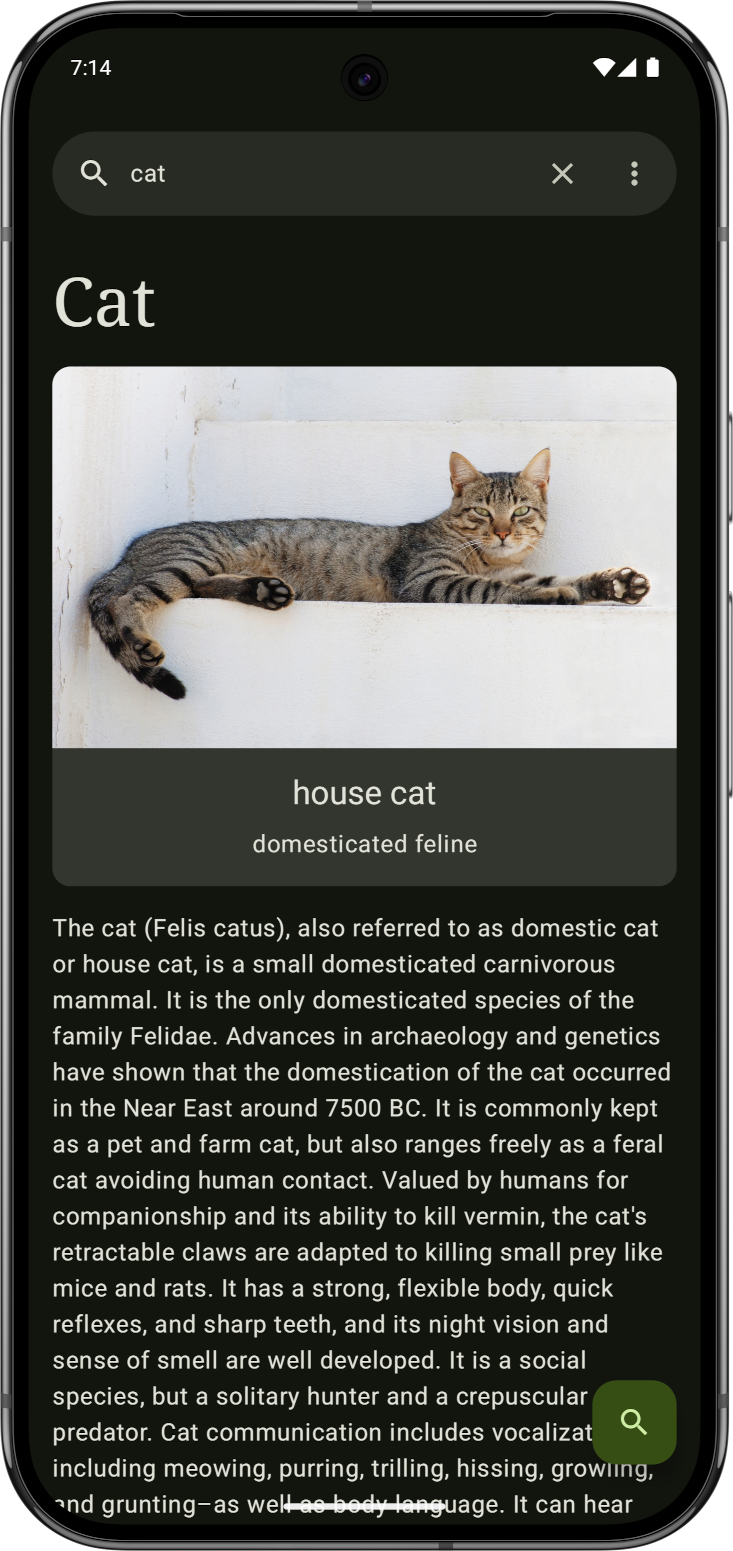 7:14
cat
Cat
house cat
domesticated feline
The cat (Felis catus), also referred to as domestic cat
or house cat, is a small domesticated carnivorous
mammal. It is the only domesticated species of the
family Felidae. Advances in archaeology and genetics
have shown that the domestication of the cat occurred
in the Near East around 7500 BC. It is commonly kept
as a pet and farm cat, but also ranges freely as a feral
cat avoiding human contact. Valued by humans for
companionship and its ability to kill vermin, the cat's
retractable claws are adapted to killing small prey like
mice and rats. It has a strong, flexible body, quick
reflexes, and sharp teeth, and its night vision and
sense of smell are well developed. It is a social
species, but a solitary hunter and a crepuscular
predator. Cat communication includes vocalizat
including meowing, purring, trilling, hissing, growling,
and grunting–as well as body language. It can hear